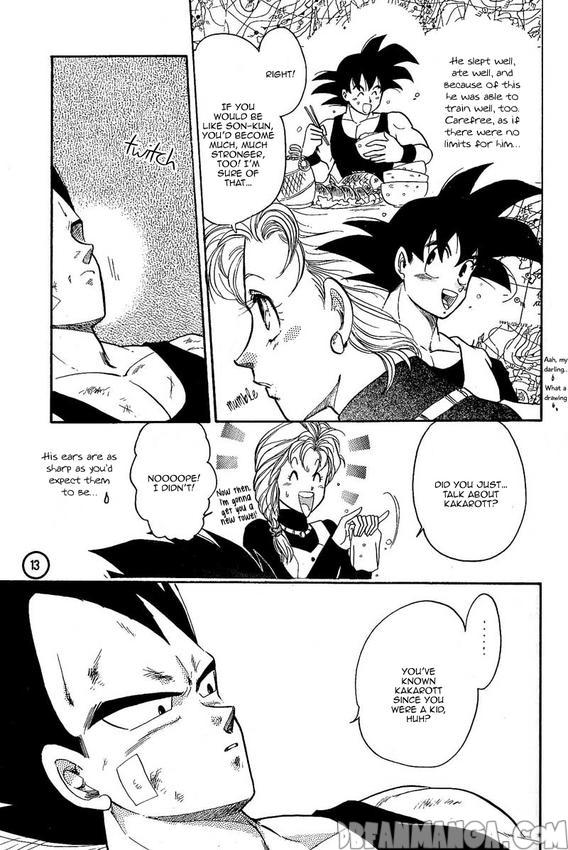 He slept well,
ate well, and
because of this
he was able to
train well, too.
Carefree, as if
there were no
limits for him...
RIGHT!
IF YOU
WOULD BE
LIKE SON-KUN,
YOU'D BECOME
MUCH, MUCH
STRONGER,
TOO! I'M
SURE OF
THAT...
mumble
Aah, my
darling..
What a
drawing
twitch
DID YOU JUST...
TALK ABOUT
KAKAROTT?
NOOOOPE!
I DIDN'T!
Now then,
I'm gonna
get you a
new towel
His ears are as
sharp as you'd
expect them
to be...
13
......
YOU'VE
KNOWN
KAKAROTT
SINCE YOU
WERE A KID,
HUH?
DREAMMANGA.COM